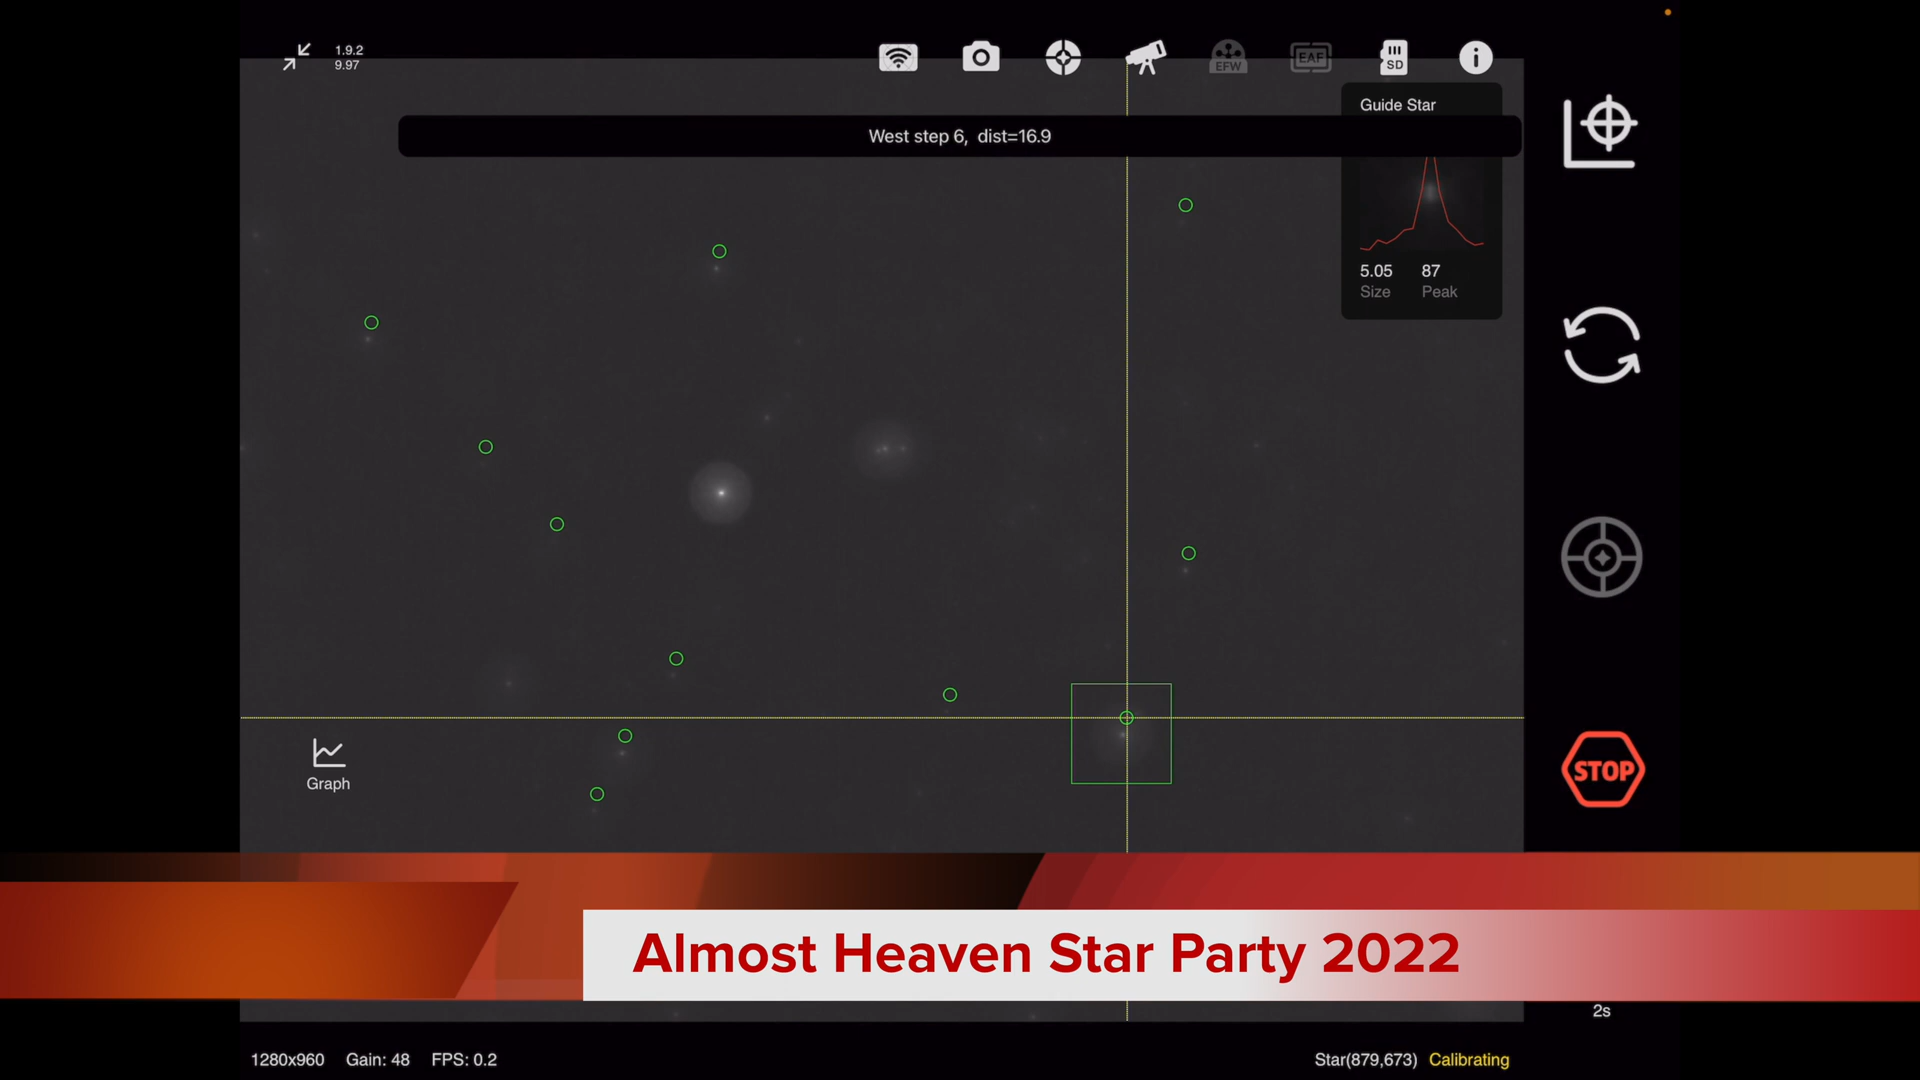 1.9.2
9.97
EFW
EAF
SD
Guide Star
West step 6, dist=16.9
5.05 87
Size Peak
Graph
STOP
Almost Heaven Star Party 2022
2s
1280x960 Gain: 48 FPS: 0.2
Star(879,673) Calibrating